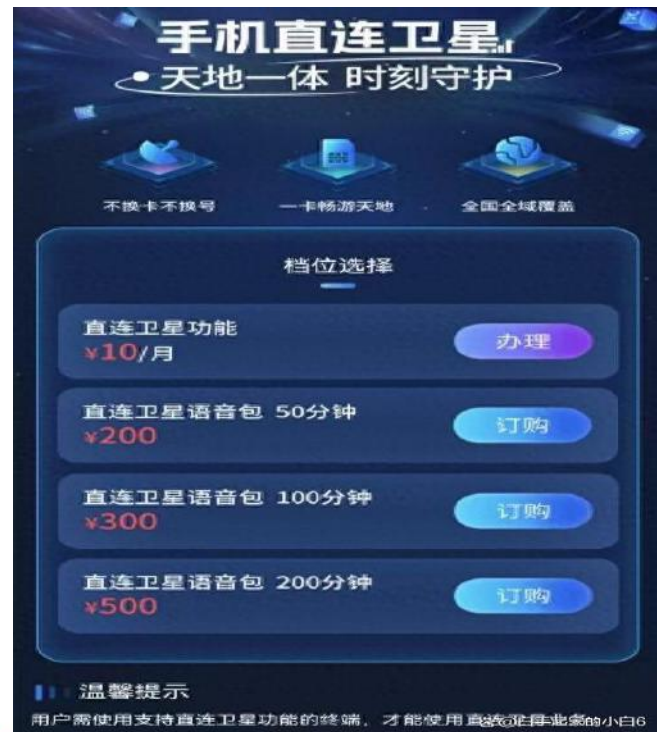 手机直连卫星
天地一体 时刻守护
不换卡不换号
一卡畅游天地
全国全域覆盖
档位选择
直连卫星功能
¥10/月
办理
直连卫星语音包 50分钟
¥200
订购
直连卫星语音包 100分钟
¥300
订购
直连卫星语音包 200分钟
¥500
订购
温馨提示
用户需使用支持直连卫星功能的终端，才能使用直连
小白6